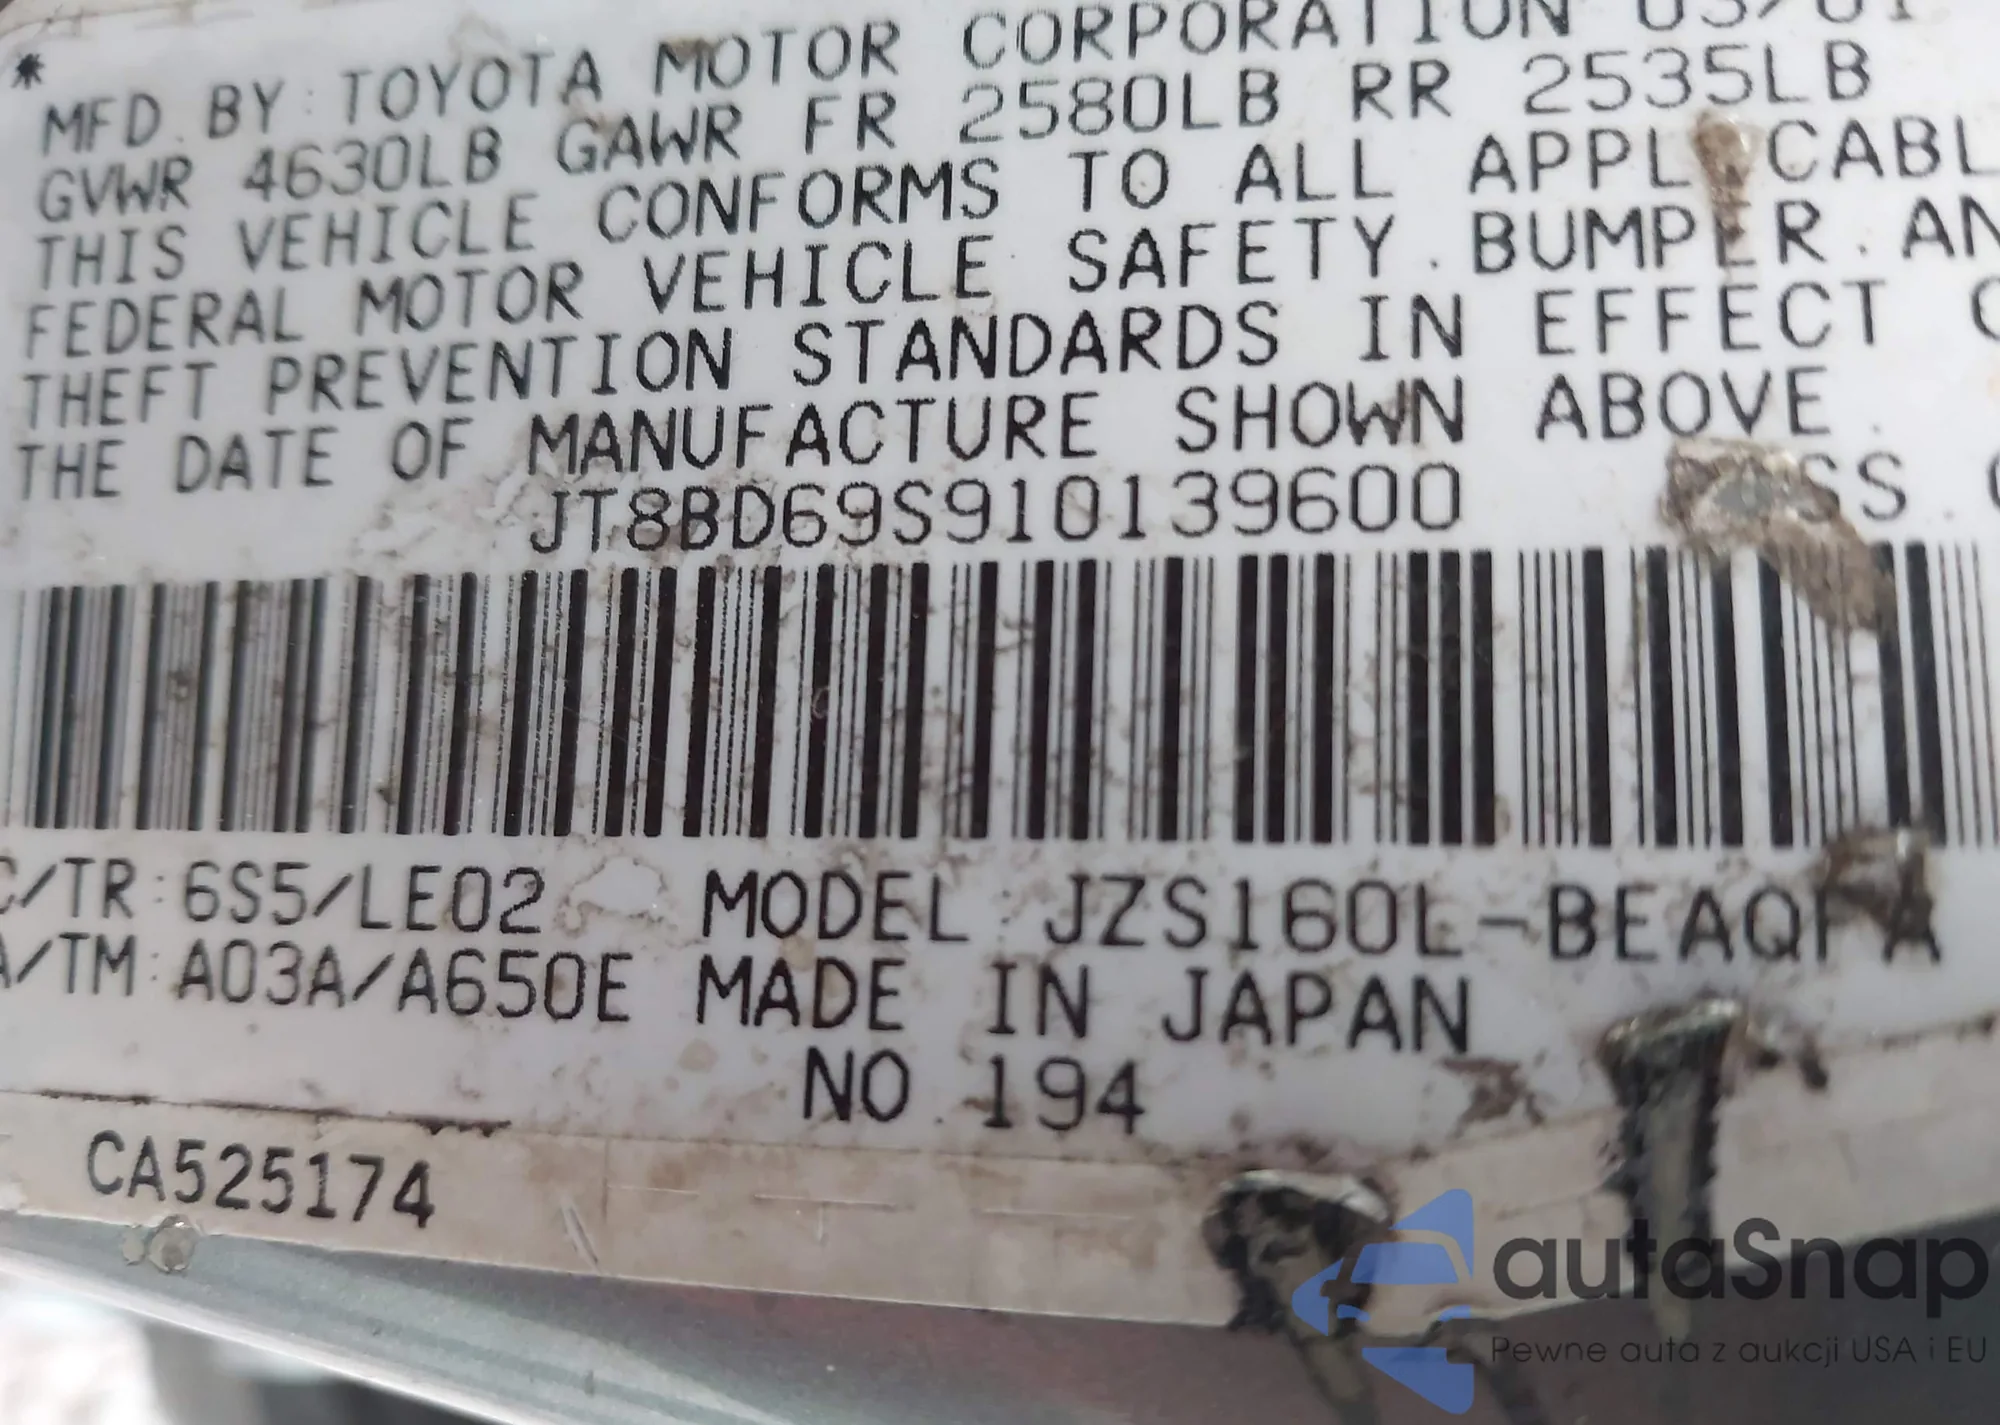 *
MFD. BY: TOYOTA MOTOR CORPORATION 03/01
GVWR 4630LB GAWR FR 2580LB RR 2535LB
THIS VEHICLE CONFORMS TO ALL APPL CABL
FEDERAL MOTOR VEHICLE SAFETY. BUMPER. AN
THEFT PREVENTION STANDARDS IN EFFECT O
THE DATE OF MANUFACTURE SHOWN ABOVE.
JT8BD69S910139600
C/TR: 6S5/LE02 MODEL: JZS160L-BEAQFA
A/TM: A03A/A650E MADE IN JAPAN
NO. 194
CA525174
autaSnap
Pewne auta z aukcji USA i EU